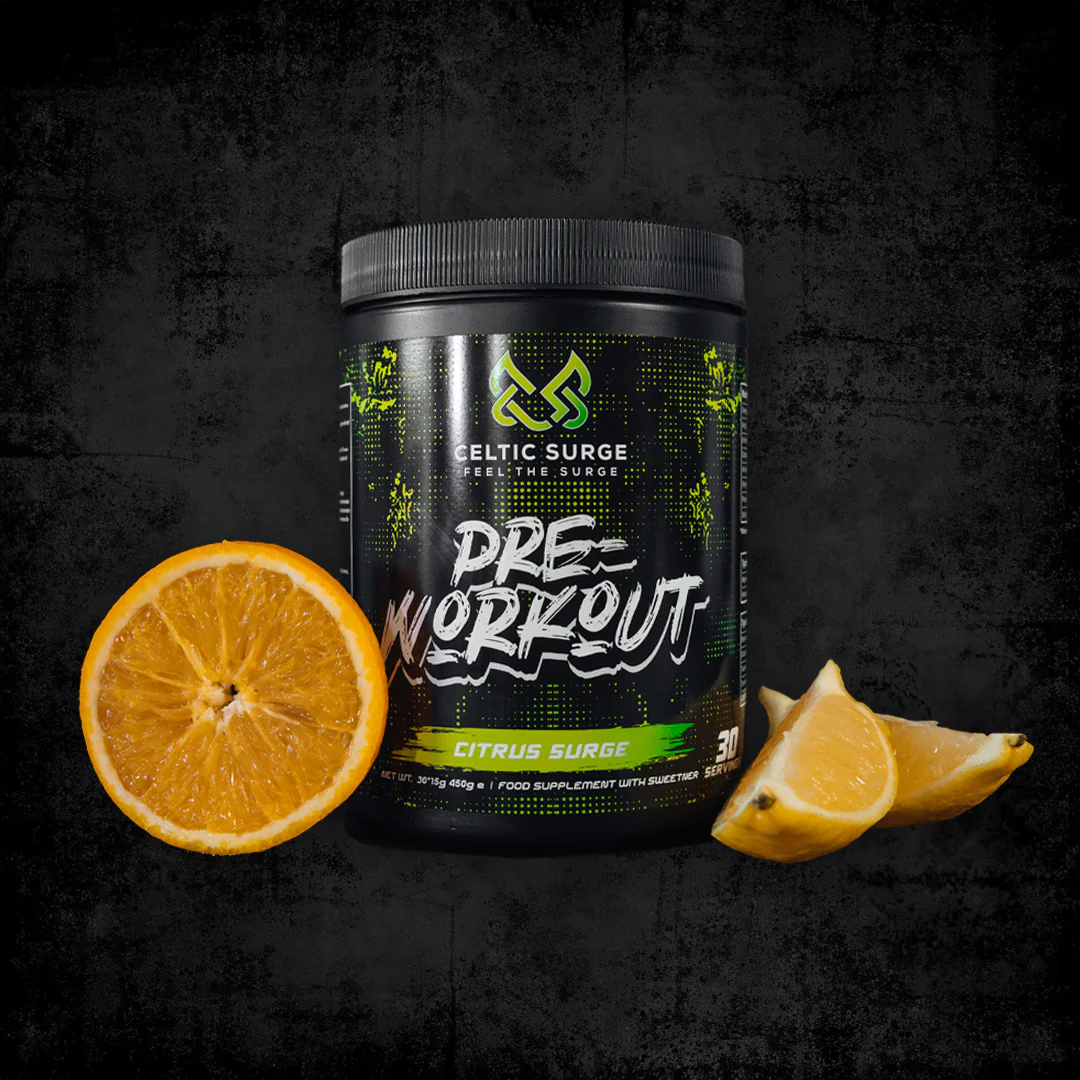 CELTIC SURGE
FEEL THE SURGE
PRE-
WORKOUT
CITRUS SURGE
30
SERVINGS
NET WT. 30*15g 450g e | FOOD SUPPLEMENT WITH SWEETNER